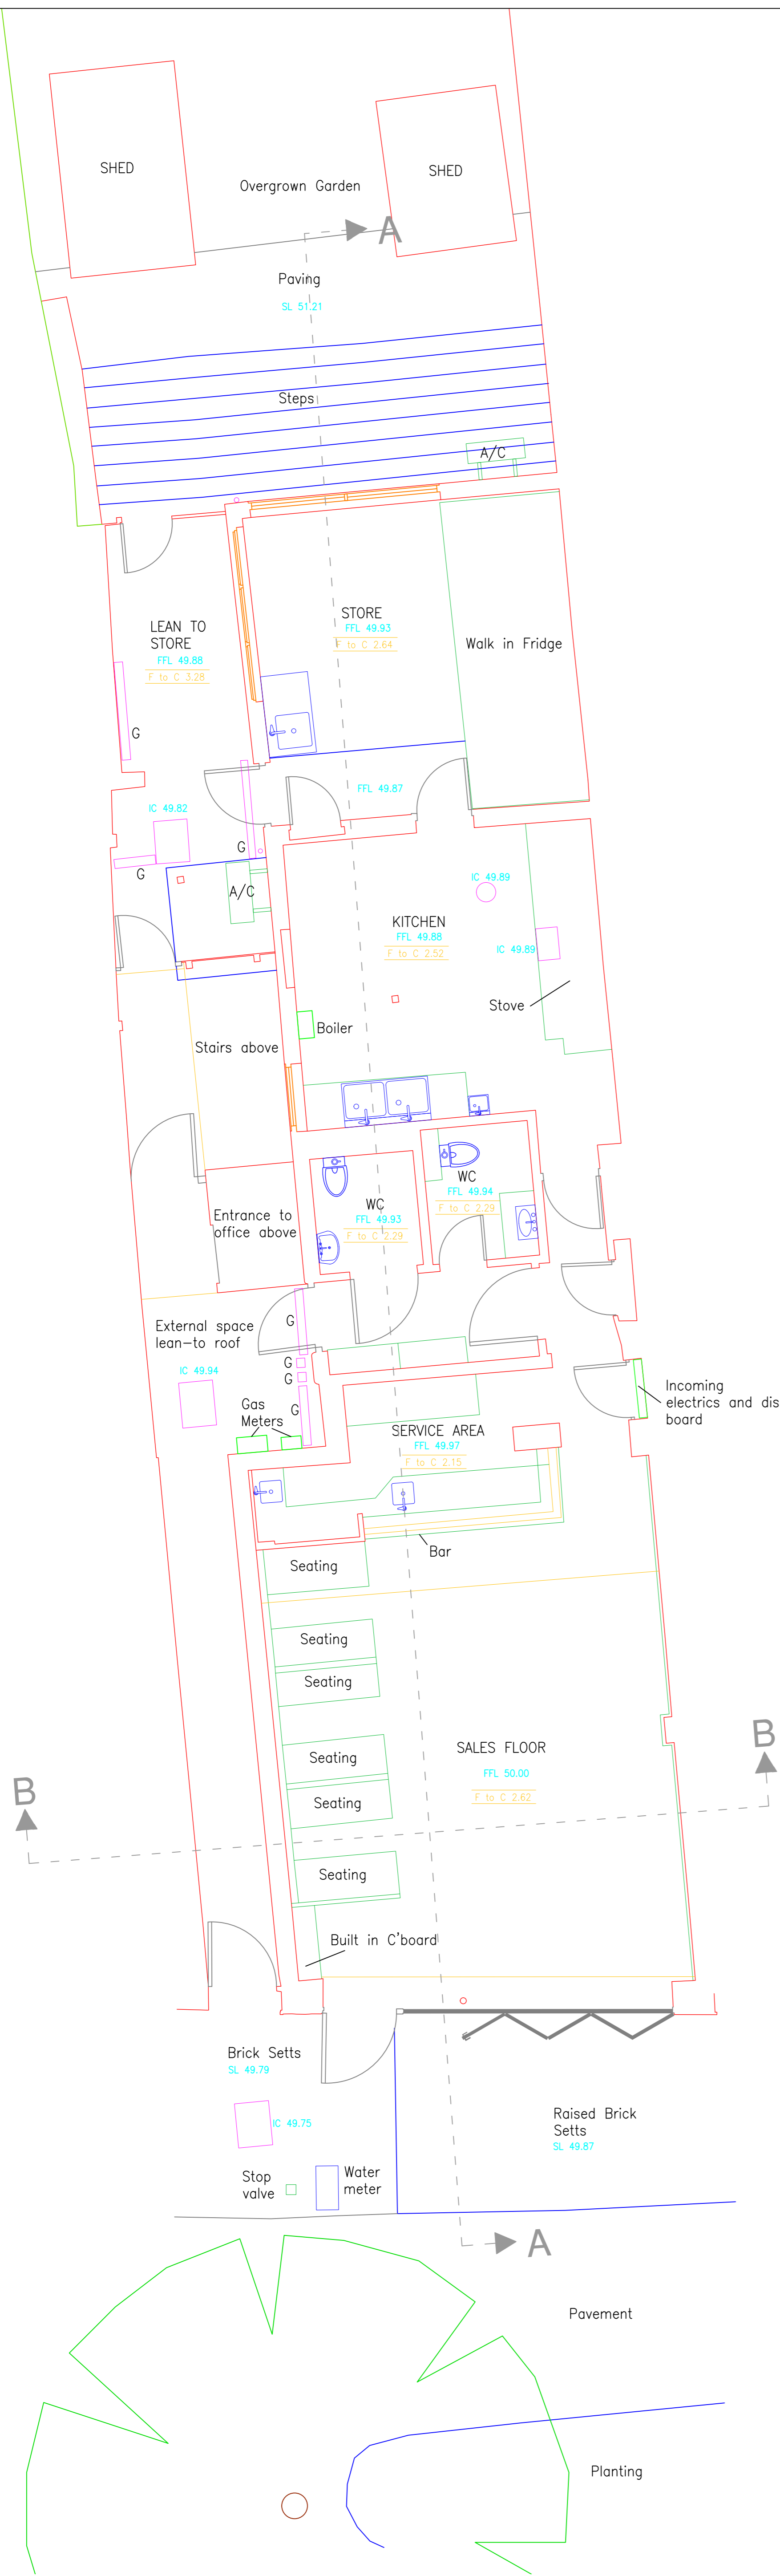 SHED
SHED
Overgrown Garden
A
Paving
SL 51.21
Steps
A/C
STORE
FFL 49.93
F to C 2.64
LEAN TO
STORE
FFL 49.88
F to C 3.28
Walk in Fridge
G
FFL 49.87
IC 49.82
G
G
A/C
IC 49.89
KITCHEN
FFL 49.88
F to C 2.52
IC 49.89
Stove
Boiler
Stairs above
WC
FFL 49.94
F to C 2.29
WC
FFL 49.93
F to C 2.29
Entrance to
office above
External space
lean-to roof
G
IC 49.94
G
G
Gas
Meters
G
Incoming
electrics and dis
board
SERVICE AREA
FFL 49.97
F to C 2.15
Bar
Seating
Seating
Seating
SALES FLOOR
FFL 50.00
F to C 2.62
Seating
Seating
Seating
B
B
Built in C'board
Brick Setts
SL 49.79
IC 49.75
Raised Brick
Setts
SL 49.87
Stop
valve
Water
meter
A
Pavement
Planting